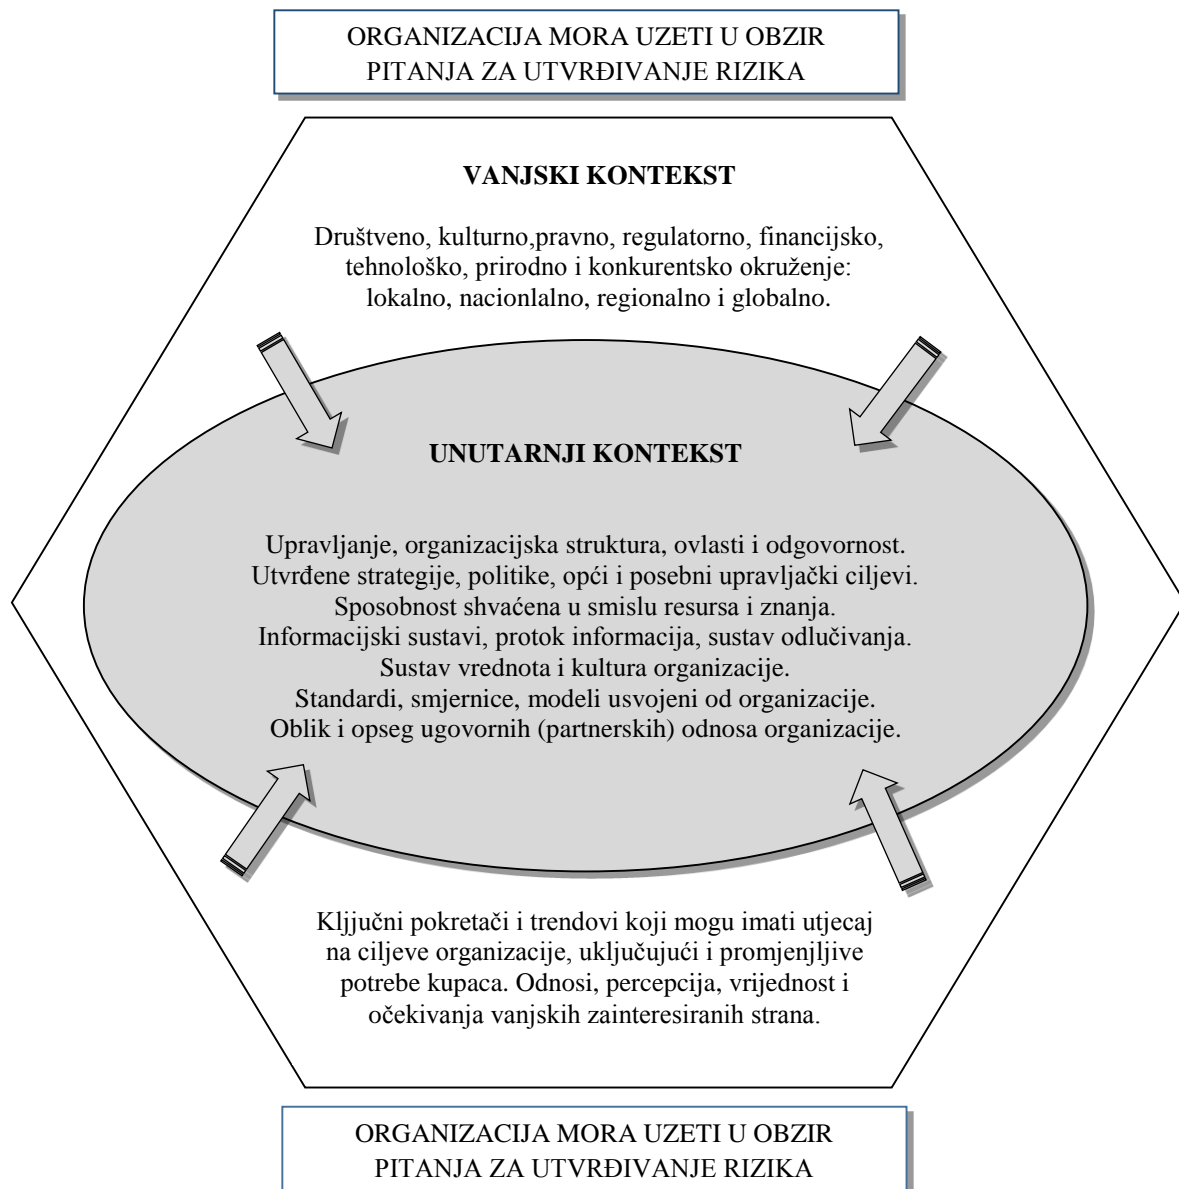 ORGANIZACIJA MORA UZETI U OBZIR
PITANJA ZA UTVRĐIVANJE RIZIKA
VANJSKI KONTEKST
Društveno, kulturno,pravno, regulatorno, financijsko,
tehnološko, prirodno i konkurentsko okruženje:
lokalno, nacionlalno, regionalno i globalno.
UNUTARNJI KONTEKST
Upravljanje, organizacijska struktura, ovlasti i odgovornost.
Utvrđene strategije, politike, opći i posebni upravljački ciljevi.
Sposobnost shvaćena u smislu resursa i znanja.
Informacijski sustavi, protok informacija, sustav odlučivanja.
Sustav vrednota i kultura organizacije.
Standardi, smjernice, modeli usvojeni od organizacije.
Oblik i opseg ugovornih (partnerskih) odnosa organizacije.
Kljjučni pokretači i trendovi koji mogu imati utjecaj
na ciljeve organizacije, uključujući i promjenjljive
potrebe kupaca. Odnosi, percepcija, vrijednost i
očekivanja vanjskih zainteresiranih strana.
ORGANIZACIJA MORA UZETI U OBZIR
PITANJA ZA UTVRĐIVANJE RIZIKA